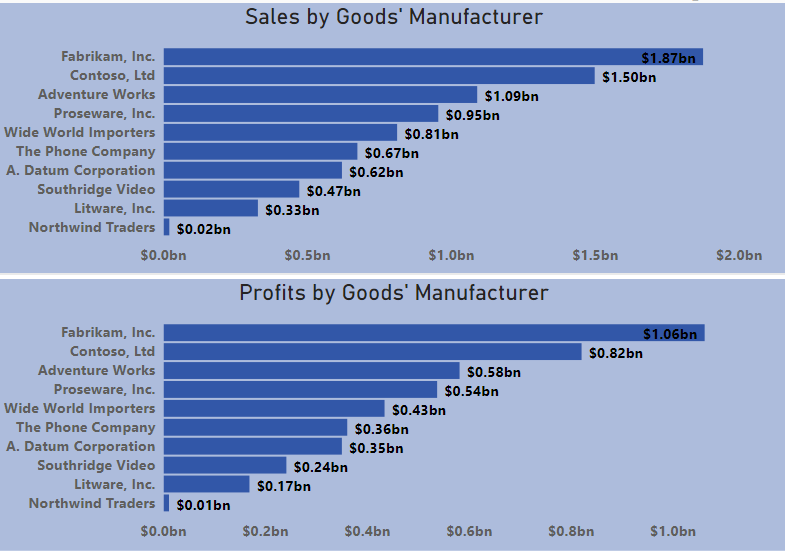 Sales by Goods' Manufacturer
Fabrikam, Inc. $1.87bn
Contoso, Ltd $1.50bn
Adventure Works $1.09bn
Proseware, Inc. $0.95bn
Wide World Importers $0.81bn
The Phone Company $0.67bn
A. Datum Corporation $0.62bn
Southridge Video $0.47bn
Litware, Inc. $0.33bn
Northwind Traders $0.02bn
$0.0bn $0.5bn $1.0bn $1.5bn $2.0bn
Profits by Goods' Manufacturer
Fabrikam, Inc. $1.06bn
Contoso, Ltd $0.82bn
Adventure Works $0.58bn
Proseware, Inc. $0.54bn
Wide World Importers $0.43bn
The Phone Company $0.36bn
A. Datum Corporation $0.35bn
Southridge Video $0.24bn
Litware, Inc. $0.17bn
Northwind Traders $0.01bn
$0.0bn $0.2bn $0.4bn $0.6bn $0.8bn $1.0bn